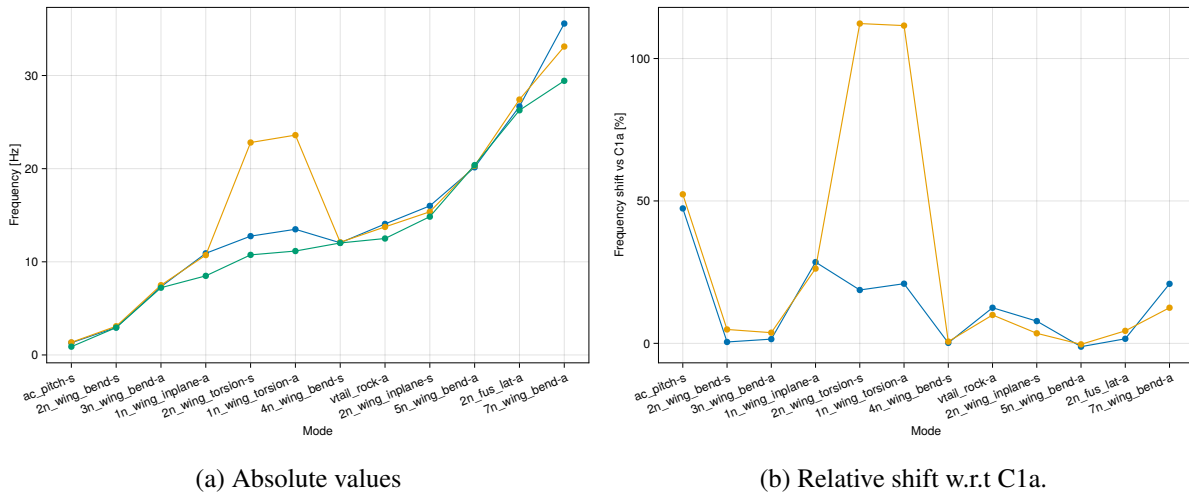 Frequency [Hz]
30
20
10
0
ac_pitch-s
2n_wing_bend-s
3n_wing_bend-a
1n_wing_inplane-a
2n_wing_torsion-s
1n_wing_torsion-a
4n_wing_bend-s
vtail_rock-a
2n_wing_inplane-s
5n_wing_bend-a
2n_fus_lat-a
7n_wing_bend-a
Mode
(a) Absolute values
Frequency shift vs C1a [%]
100
50
0
ac_pitch-s
2n_wing_bend-s
3n_wing_bend-a
1n_wing_inplane-a
2n_wing_torsion-s
1n_wing_torsion-a
4n_wing_bend-s
vtail_rock-a
2n_wing_inplane-s
5n_wing_bend-a
2n_fus_lat-a
7n_wing_bend-a
Mode
(b) Relative shift w.r.t C1a.